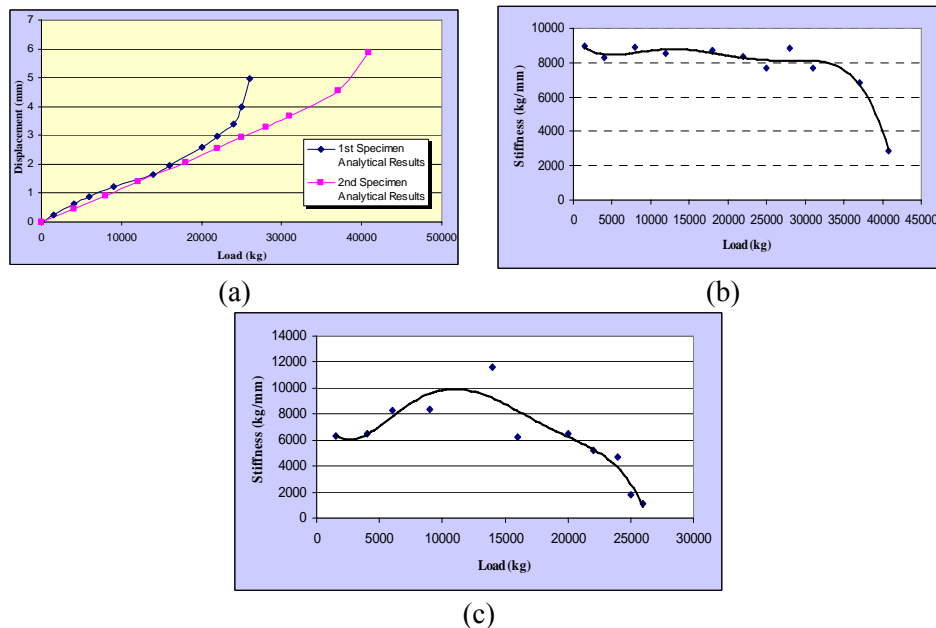 7
6
5
4
3
2
1
0
Displacement (mm)
1st Specimen
Analytical Results
2nd Specimen
Analytical Results
0 10000 20000 30000 40000 50000
Load (kg)
(a)
10000
8000
6000
4000
2000
0
Stiffness (kg/mm)
0 5000 10000 15000 20000 25000 30000 35000 40000 45000
Load (kg)
(b)
14000
12000
10000
8000
6000
4000
2000
0
Stiffness (kg/mm)
0 5000 10000 15000 20000 25000 30000
Load (kg)
(c)